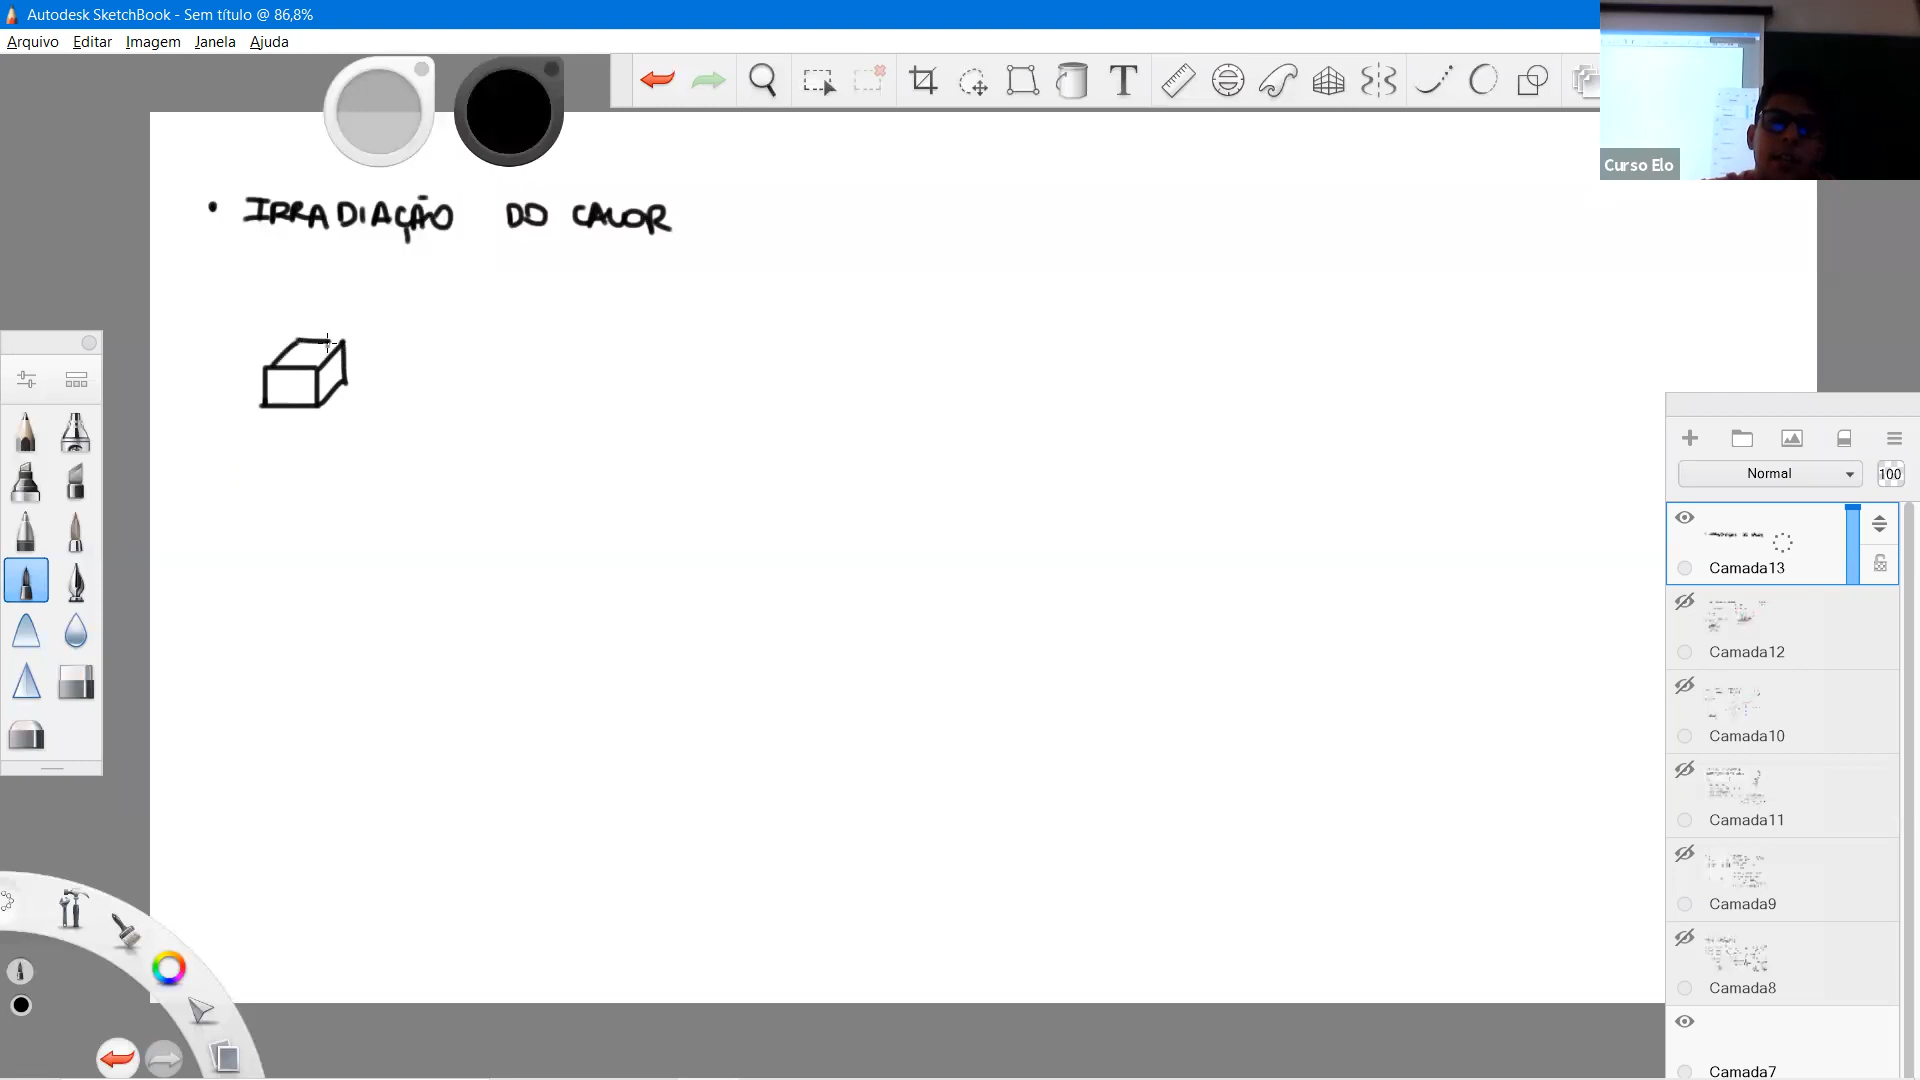 Autodesk SketchBook - Sem título @ 86,8%
Arquivo Editar Imagem Janela Ajuda
T
Curso Elo
• IRRADIAÇÃO DO CALOR
Normal 100
Camada13
Camada12
Camada10
Camada11
Camada9
Camada8
Camada7